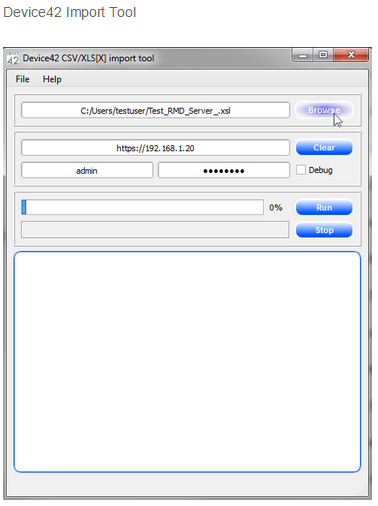 Device42 Import Tool
42 Device42 CSV/XLS[X] import tool
File Help
C:/Users/testuser/Test_RMD_Server_.xsl Browse
https://192.168.1.20 Clear
admin ●●●●●●●● Debug
0% Run
Stop